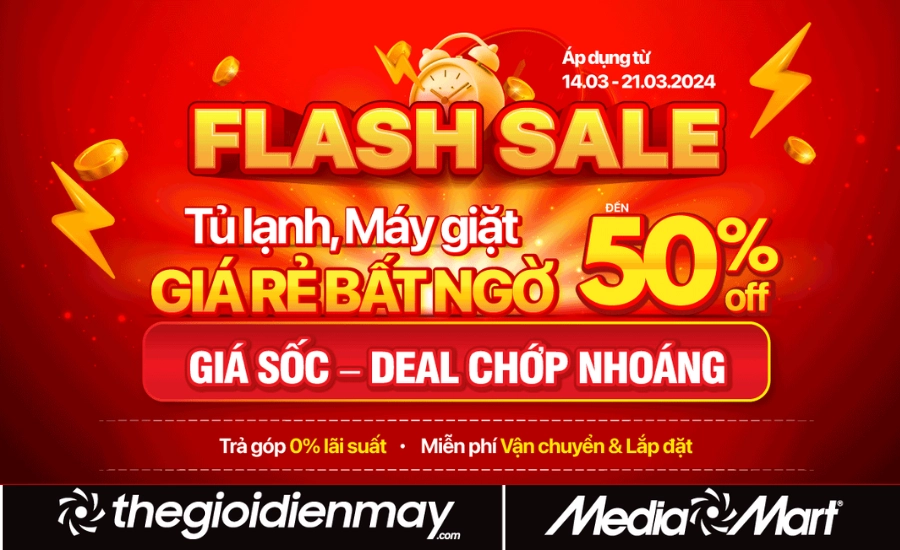 Áp dụng từ
14.03 - 21.03.2024
FLASH SALE
Tủ lạnh, Máy giặt
GIÁ RẺ BẤT NGỜ
ĐẾN
50%
off
GIÁ SỐC – DEAL CHỚP NHOÁNG
Trả góp 0% lãi suất • Miễn phí Vận chuyển & Lắp đặt
thegioidienmay.com
MediaMart®